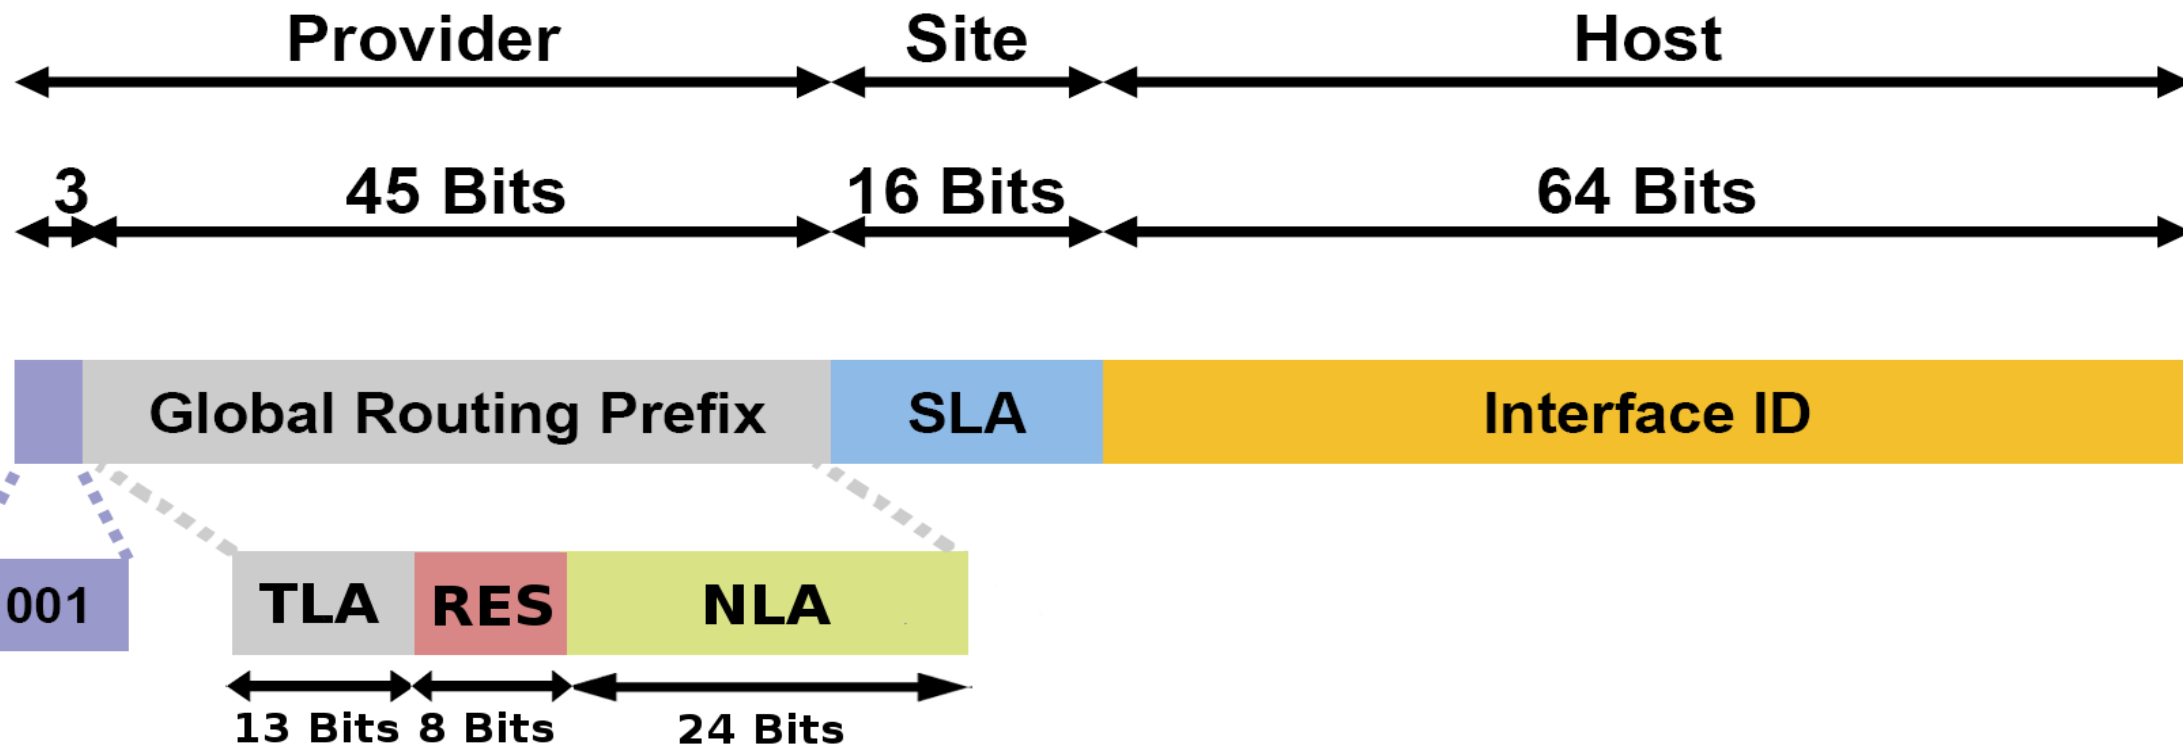 Provider Site Host
3 45 Bits 16 Bits 64 Bits
Global Routing Prefix SLA Interface ID
001 TLA RES NLA
13 Bits 8 Bits 24 Bits